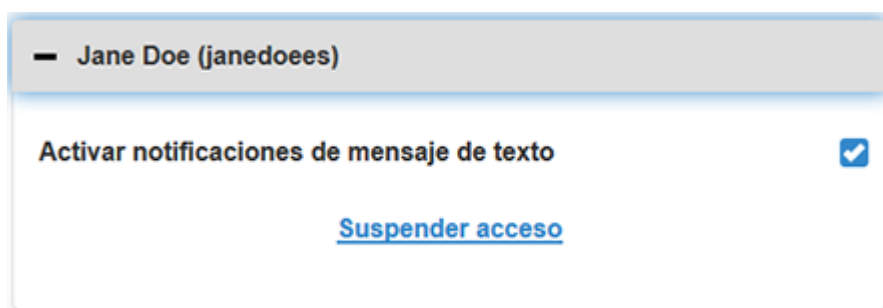 Jane Doe (janedoees)
Activar notificaciones de mensaje de texto
Suspender acceso